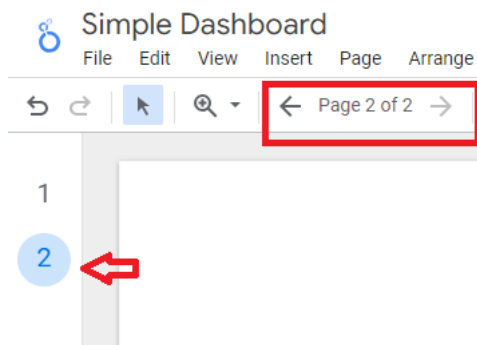 Simple Dashboard
File Edit View Insert Page Arrange
Page 2 of 2
1
2